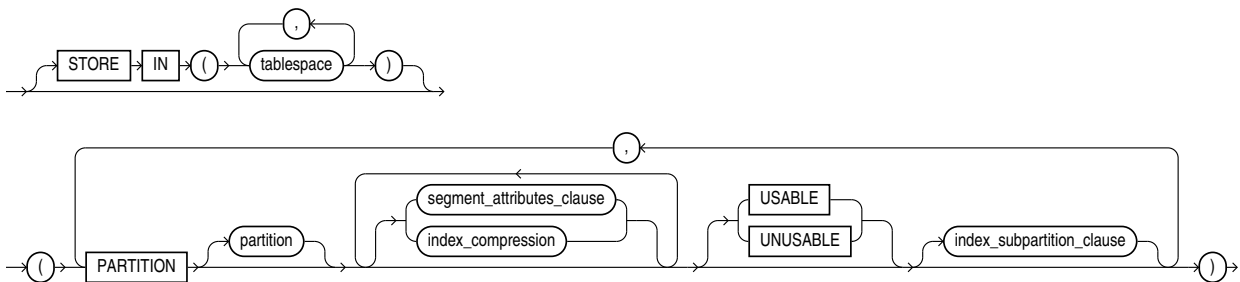 ,
STORE IN ( tablespace )
,
segment_attributes_clause USABLE
partition index_compression UNUSABLE index_subpartition_clause
( PARTITION )